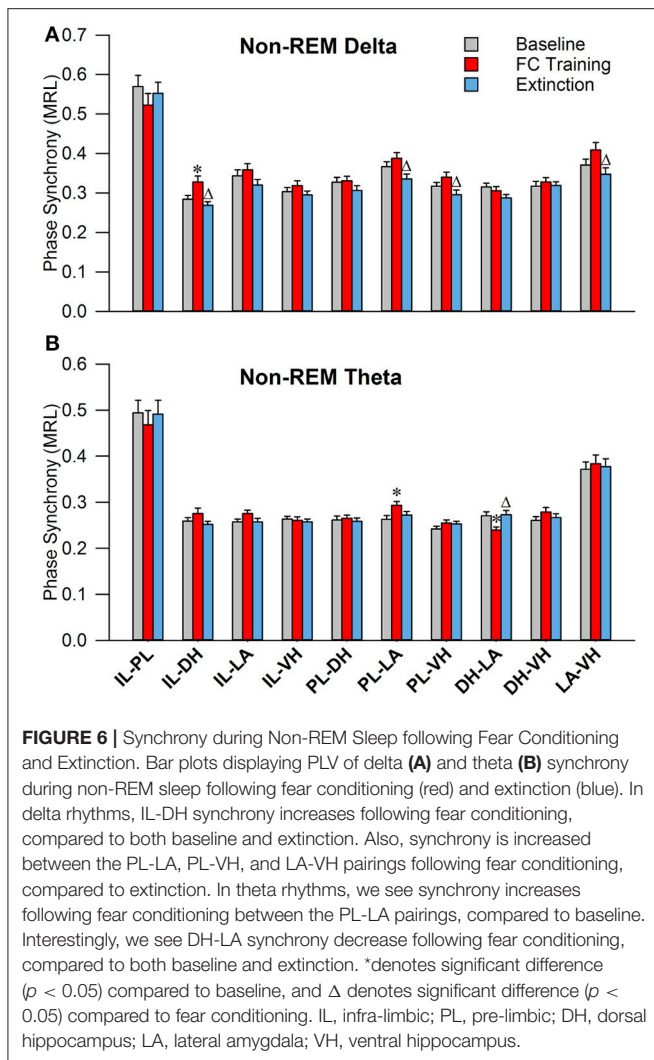 A
Non-REM Delta
Baseline
FC Training
Extinction
Phase Synchrony (MRL)
0.7
0.6
0.5
0.4
0.3
0.2
0.1
0.0
*
Δ
Δ
Δ
Δ
B
Non-REM Theta
Phase Synchrony (MRL)
0.6
0.5
0.4
0.3
0.2
0.1
0.0
*
*
Δ
IL-PL
IL-DH
IL-LA
IL-VH
PL-DH
PL-LA
PL-VH
DH-LA
DH-VH
LA-VH
FIGURE 6 | Synchrony during Non-REM Sleep following Fear Conditioning
and Extinction. Bar plots displaying PLV of delta (A) and theta (B) synchrony
during non-REM sleep following fear conditioning (red) and extinction (blue). In
delta rhythms, IL-DH synchrony increases following fear conditioning,
compared to both baseline and extinction. Also, synchrony is increased
between the PL-LA, PL-VH, and LA-VH pairings following fear conditioning,
compared to extinction. In theta rhythms, we see synchrony increases
following fear conditioning between the PL-LA pairings, compared to baseline.
Interestingly, we see DH-LA synchrony decrease following fear conditioning,
compared to both baseline and extinction. *denotes significant difference
(p < 0.05) compared to baseline, and Δ denotes significant difference (p <
0.05) compared to fear conditioning. IL, infra-limbic; PL, pre-limbic; DH, dorsal
hippocampus; LA, lateral amygdala; VH, ventral hippocampus.